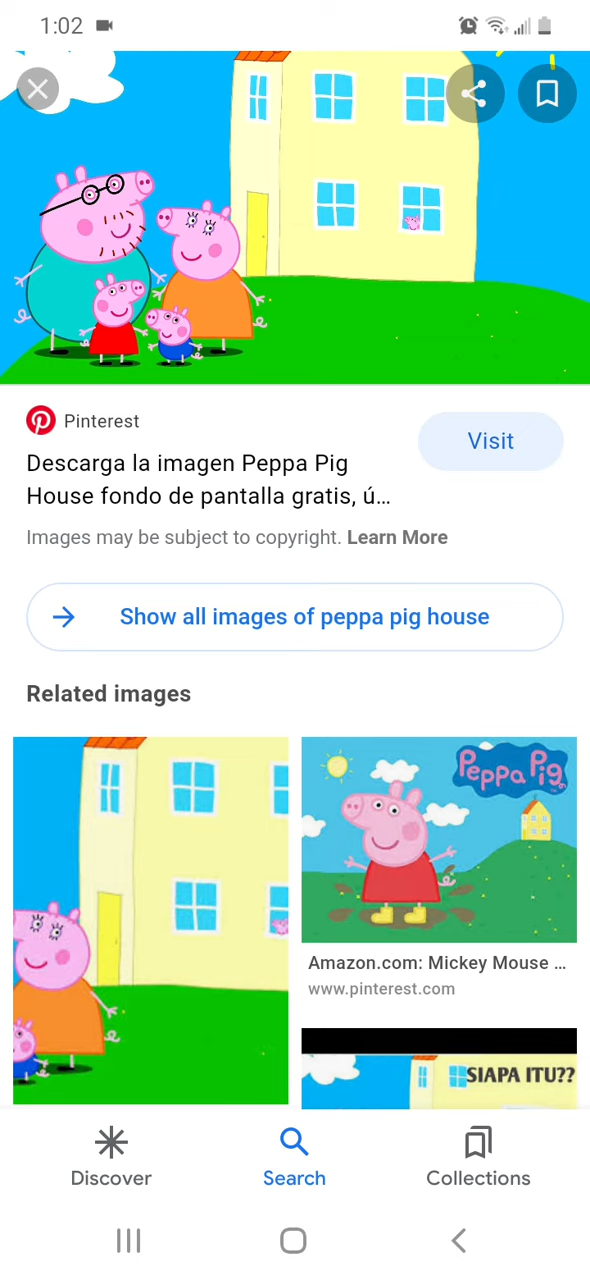 1:02
Pinterest
Visit
Descarga la imagen Peppa Pig
House fondo de pantalla gratis, ú...
Images may be subject to copyright. Learn More
Show all images of peppa pig house
Related images
Peppa Pig
Amazon.com: Mickey Mouse ...
www.pinterest.com
SIAPA ITU??
Discover
Search
Collections